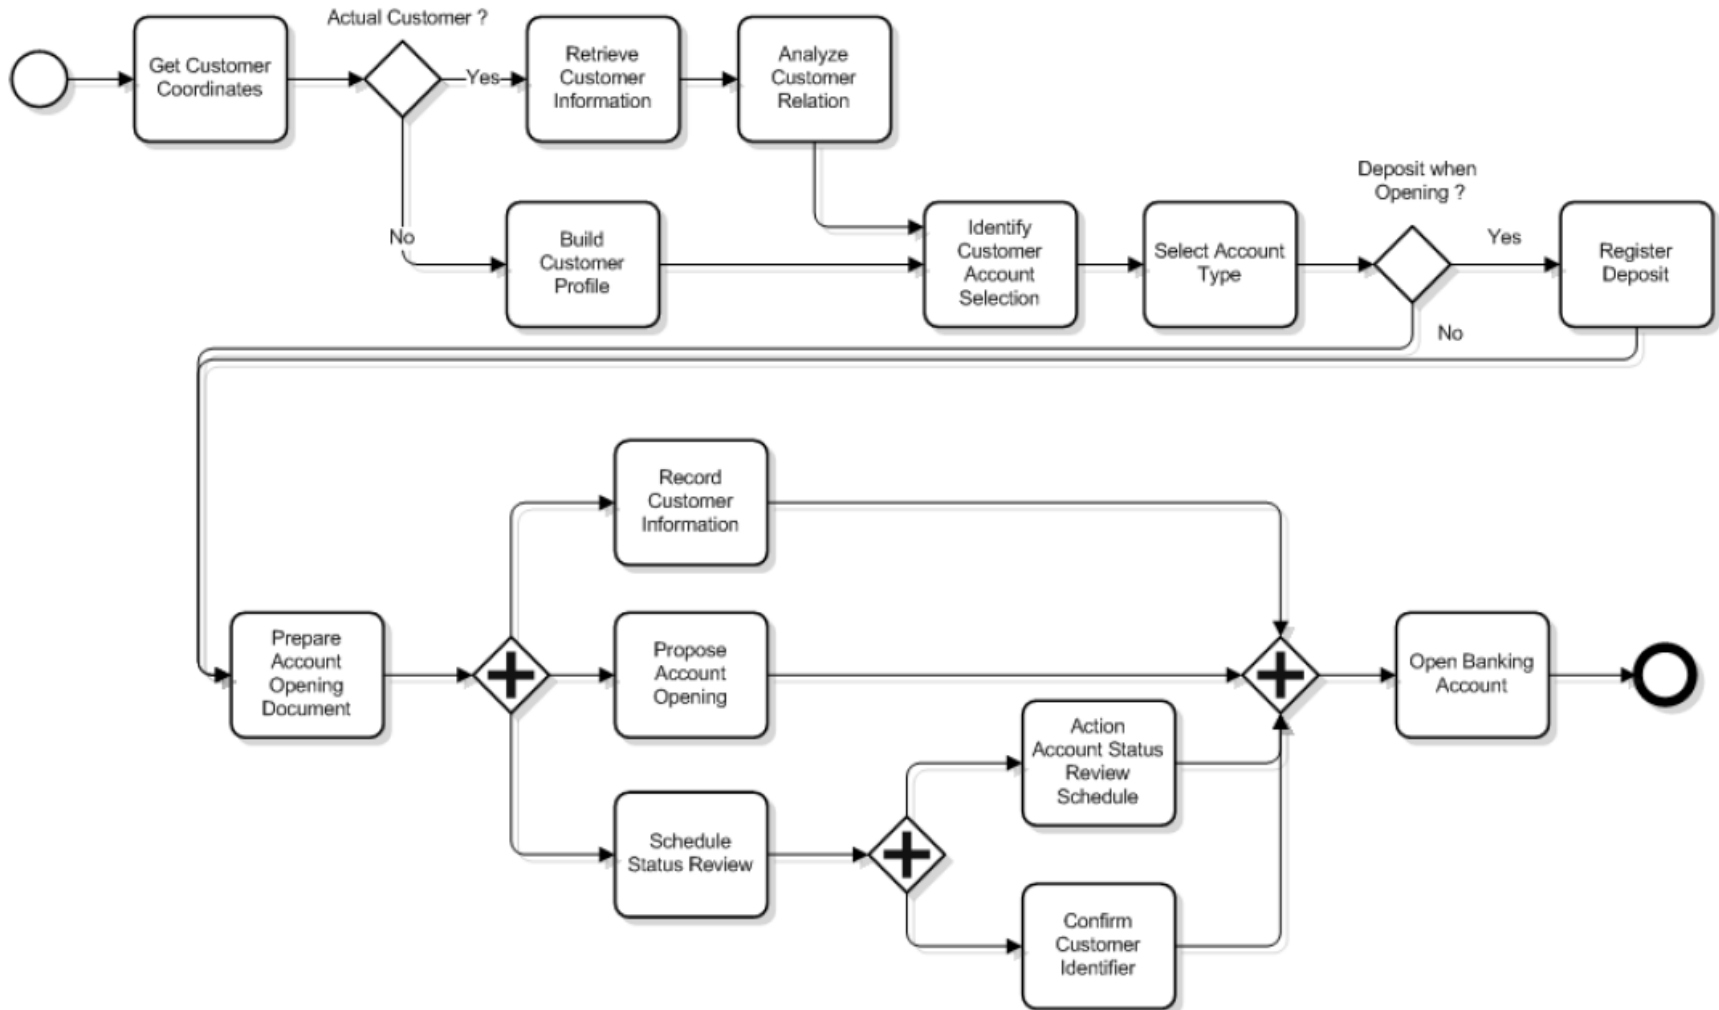 Actual Customer ?
Get Customer
Coordinates
Yes
Retrieve
Customer
Information
Analyze
Customer
Relation
No
Build
Customer
Profile
Identify
Customer
Account
Selection
Select Account
Type
Deposit when
Opening ?
Yes
Register
Deposit
No
Record
Customer
Information
Prepare
Account
Opening
Document
Propose
Account
Opening
Schedule
Status Review
Action
Account Status
Review
Schedule
Confirm
Customer
Identifier
Open Banking
Account